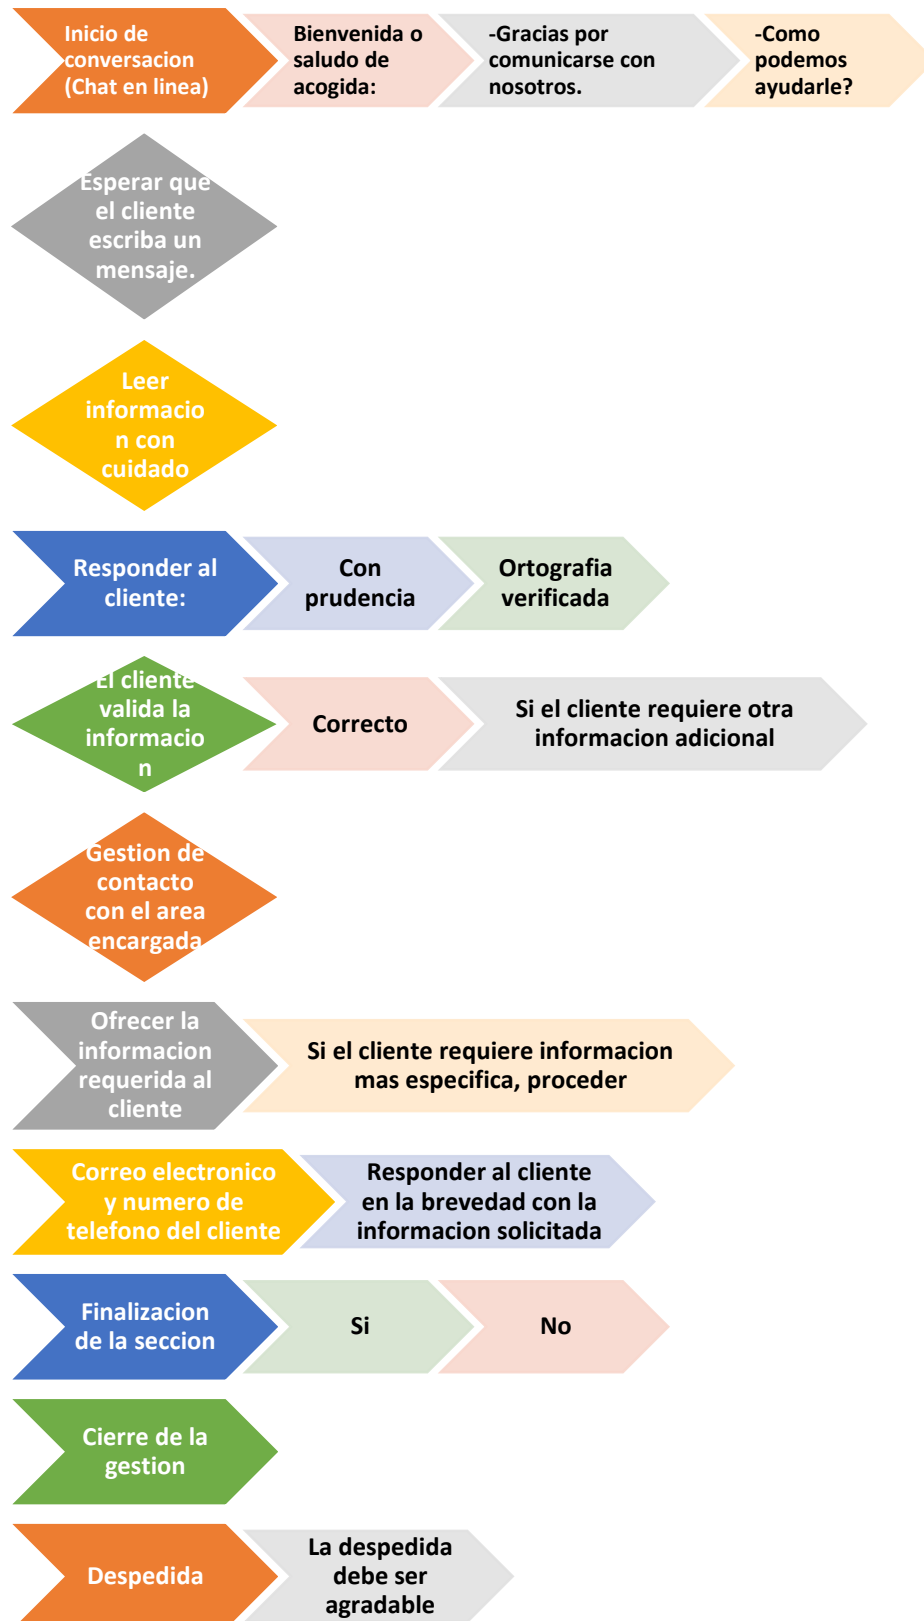 Inicio de
conversacion
(Chat en linea)
Bienvenida o
saludo de
acogida:
-Gracias por
comunicarse con
nosotros.
-Como
podemos
ayudarle?
Esperar que
el cliente
escriba un
mensaje.
Leer
informacio
n con
cuidado
Responder al
cliente:
Con
prudencia
Ortografia
verificada
El cliente
valida la
informacio
n
Correcto
Si el cliente requiere otra
informacion adicional
Gestion de
contacto
con el area
encargada
Ofrecer la
informacion
requerida al
cliente
Si el cliente requiere informacion
mas especifica, proceder
Correo electronico
y numero de
telefono del cliente
Responder al cliente
en la brevedad con la
informacion solicitada
Finalizacion
de la seccion
Si
No
Cierre de la
gestion
Despedida
La despedida
debe ser
agradable